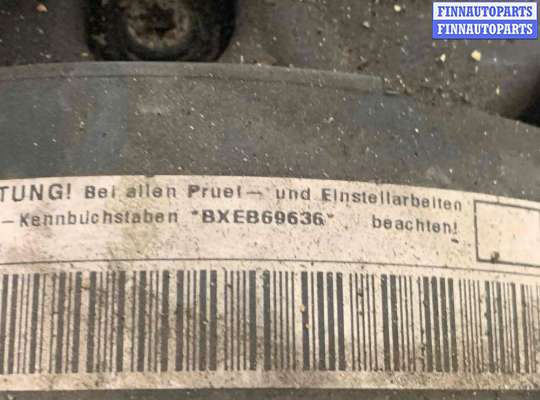 FINNAUTOPARTS
FINNAUTOPARTS
TUNG! Bei allen Pruef- und Einstellarbeiten
-Kennbuchstaben "BXEB69636" beachten!